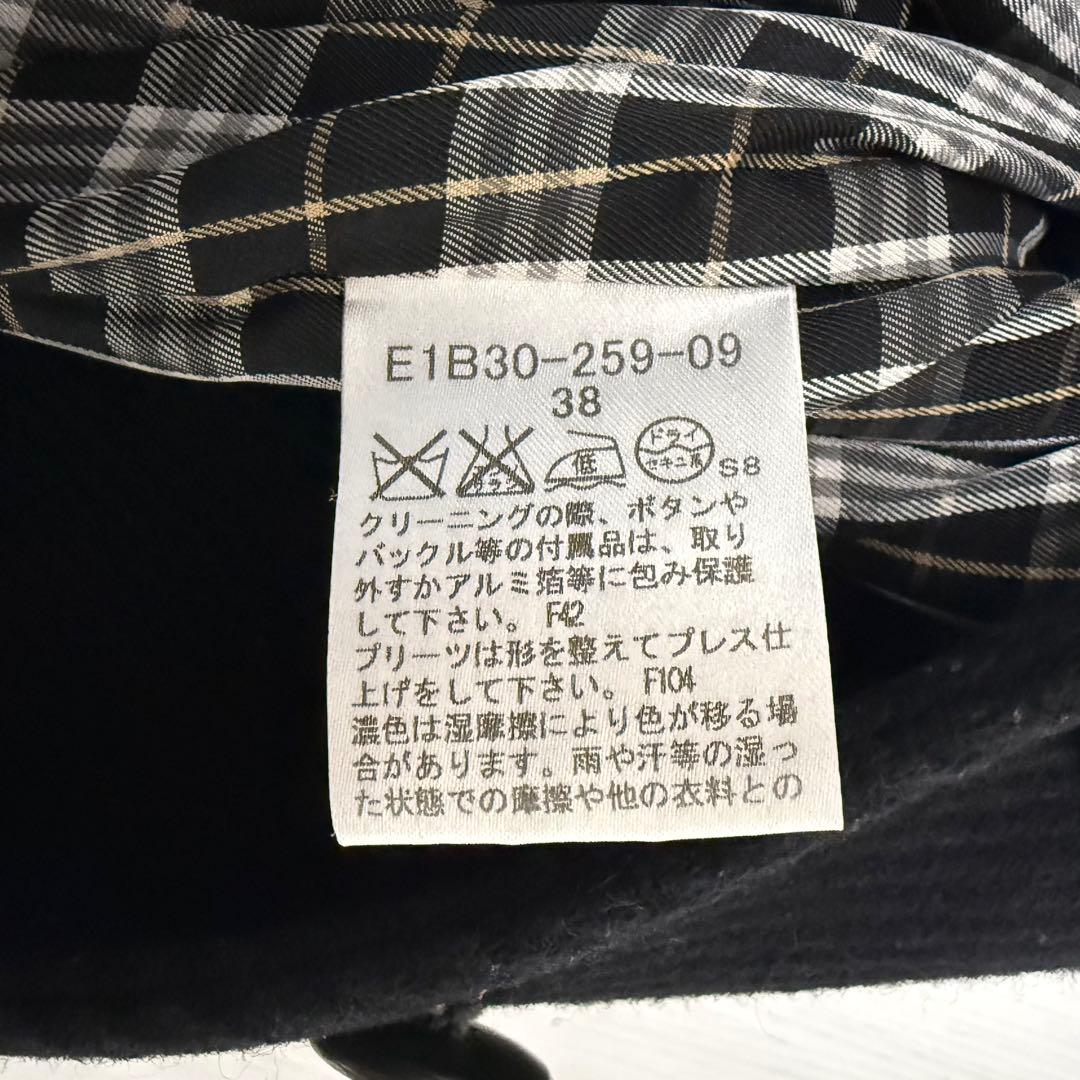 E1B30-259-09
38
エンソ サラシ 低 ドライ セキユ系 S8
クリーニングの際、ボタンや
バックル等の付属品は、取り
外すかアルミ箔等に包み保護
して下さい。 F42
プリーツは形を整えてプレス仕
上げをして下さい。 F104
濃色は湿摩擦により色が移る場
合があります。雨や汗等の湿っ
た状態での摩擦や他の衣料との